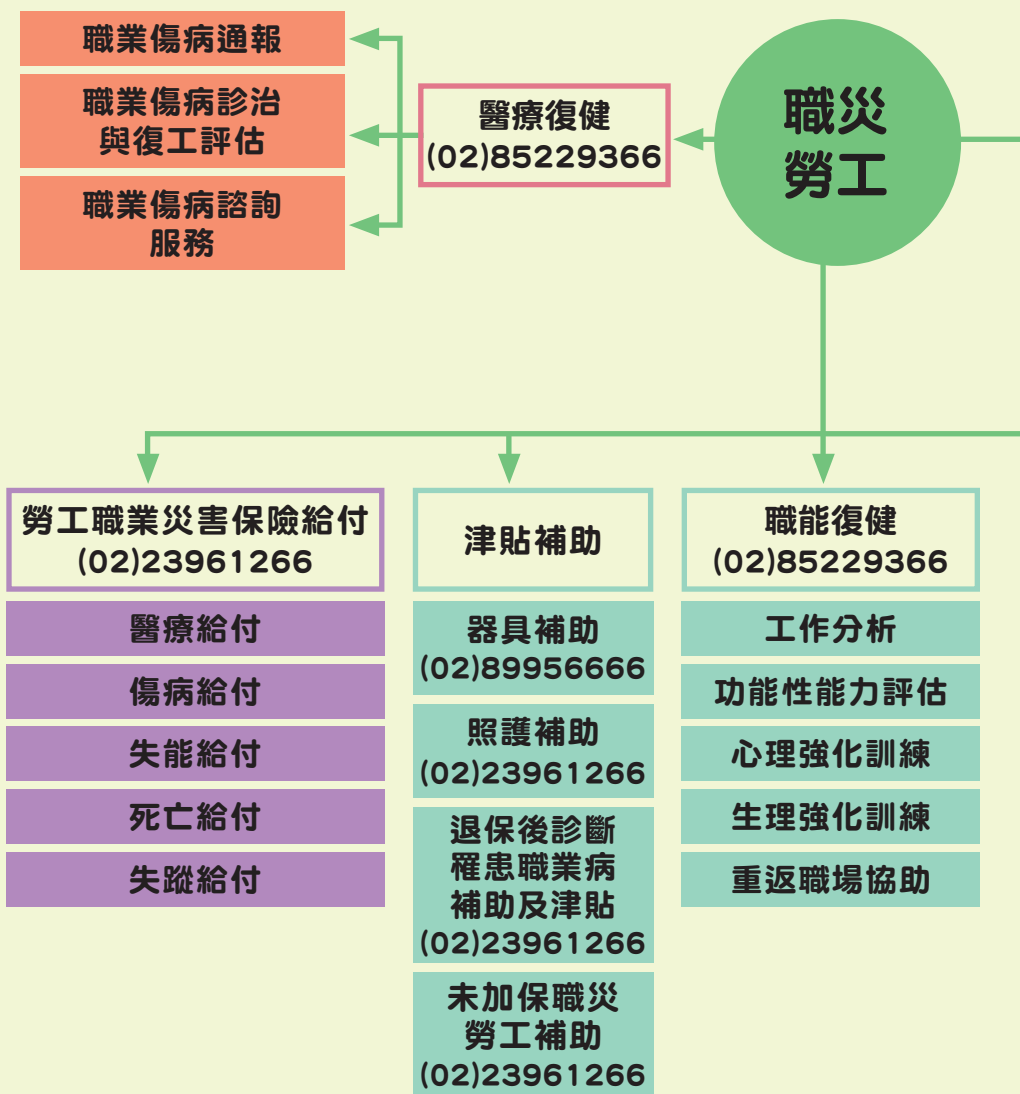 職業傷病通報
職業傷病診治
與復工評估
職業傷病諮詢
服務
醫療復健
(02)85229366
職災
勞工
勞工職業災害保險給付
(02)23961266
醫療給付
傷病給付
失能給付
死亡給付
失蹤給付
津貼補助
器具補助
(02)89956666
照護補助
(02)23961266
退保後診斷
罹患職業病
補助及津貼
(02)23961266
未加保職災
勞工補助
(02)23961266
職能復健
(02)85229366
工作分析
功能性能力評估
心理強化訓練
生理強化訓練
重返職場協助